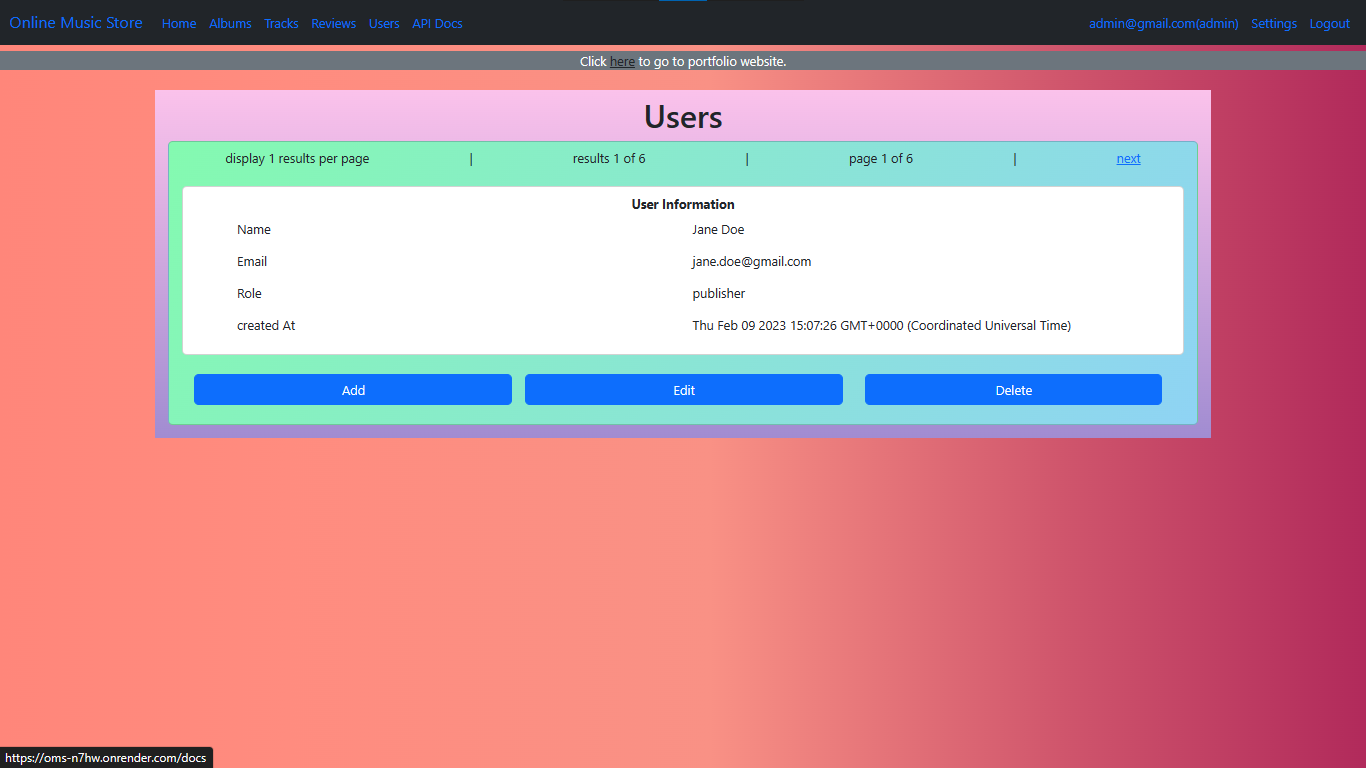 Online Music Store Home Albums Tracks Reviews Users API Docs admin@gmail.com(admin) Settings Logout
Click here to go to portfolio website.
Users
display 1 results per page | results 1 of 6 | page 1 of 6 | next
User Information
Name Jane Doe
Email jane.doe@gmail.com
Role publisher
created At Thu Feb 09 2023 15:07:26 GMT+0000 (Coordinated Universal Time)
Add Edit Delete
https://oms-n7hw.onrender.com/docs